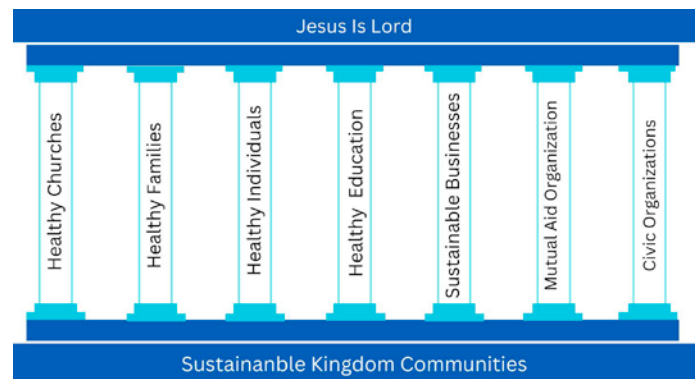 Jesus Is Lord
Healthy Churches
Healthy Families
Healthy Individuals
Healthy Education
Sustainable Businesses
Mutual Aid Organization
Civic Organizations
Sustainanble Kingdom Communities